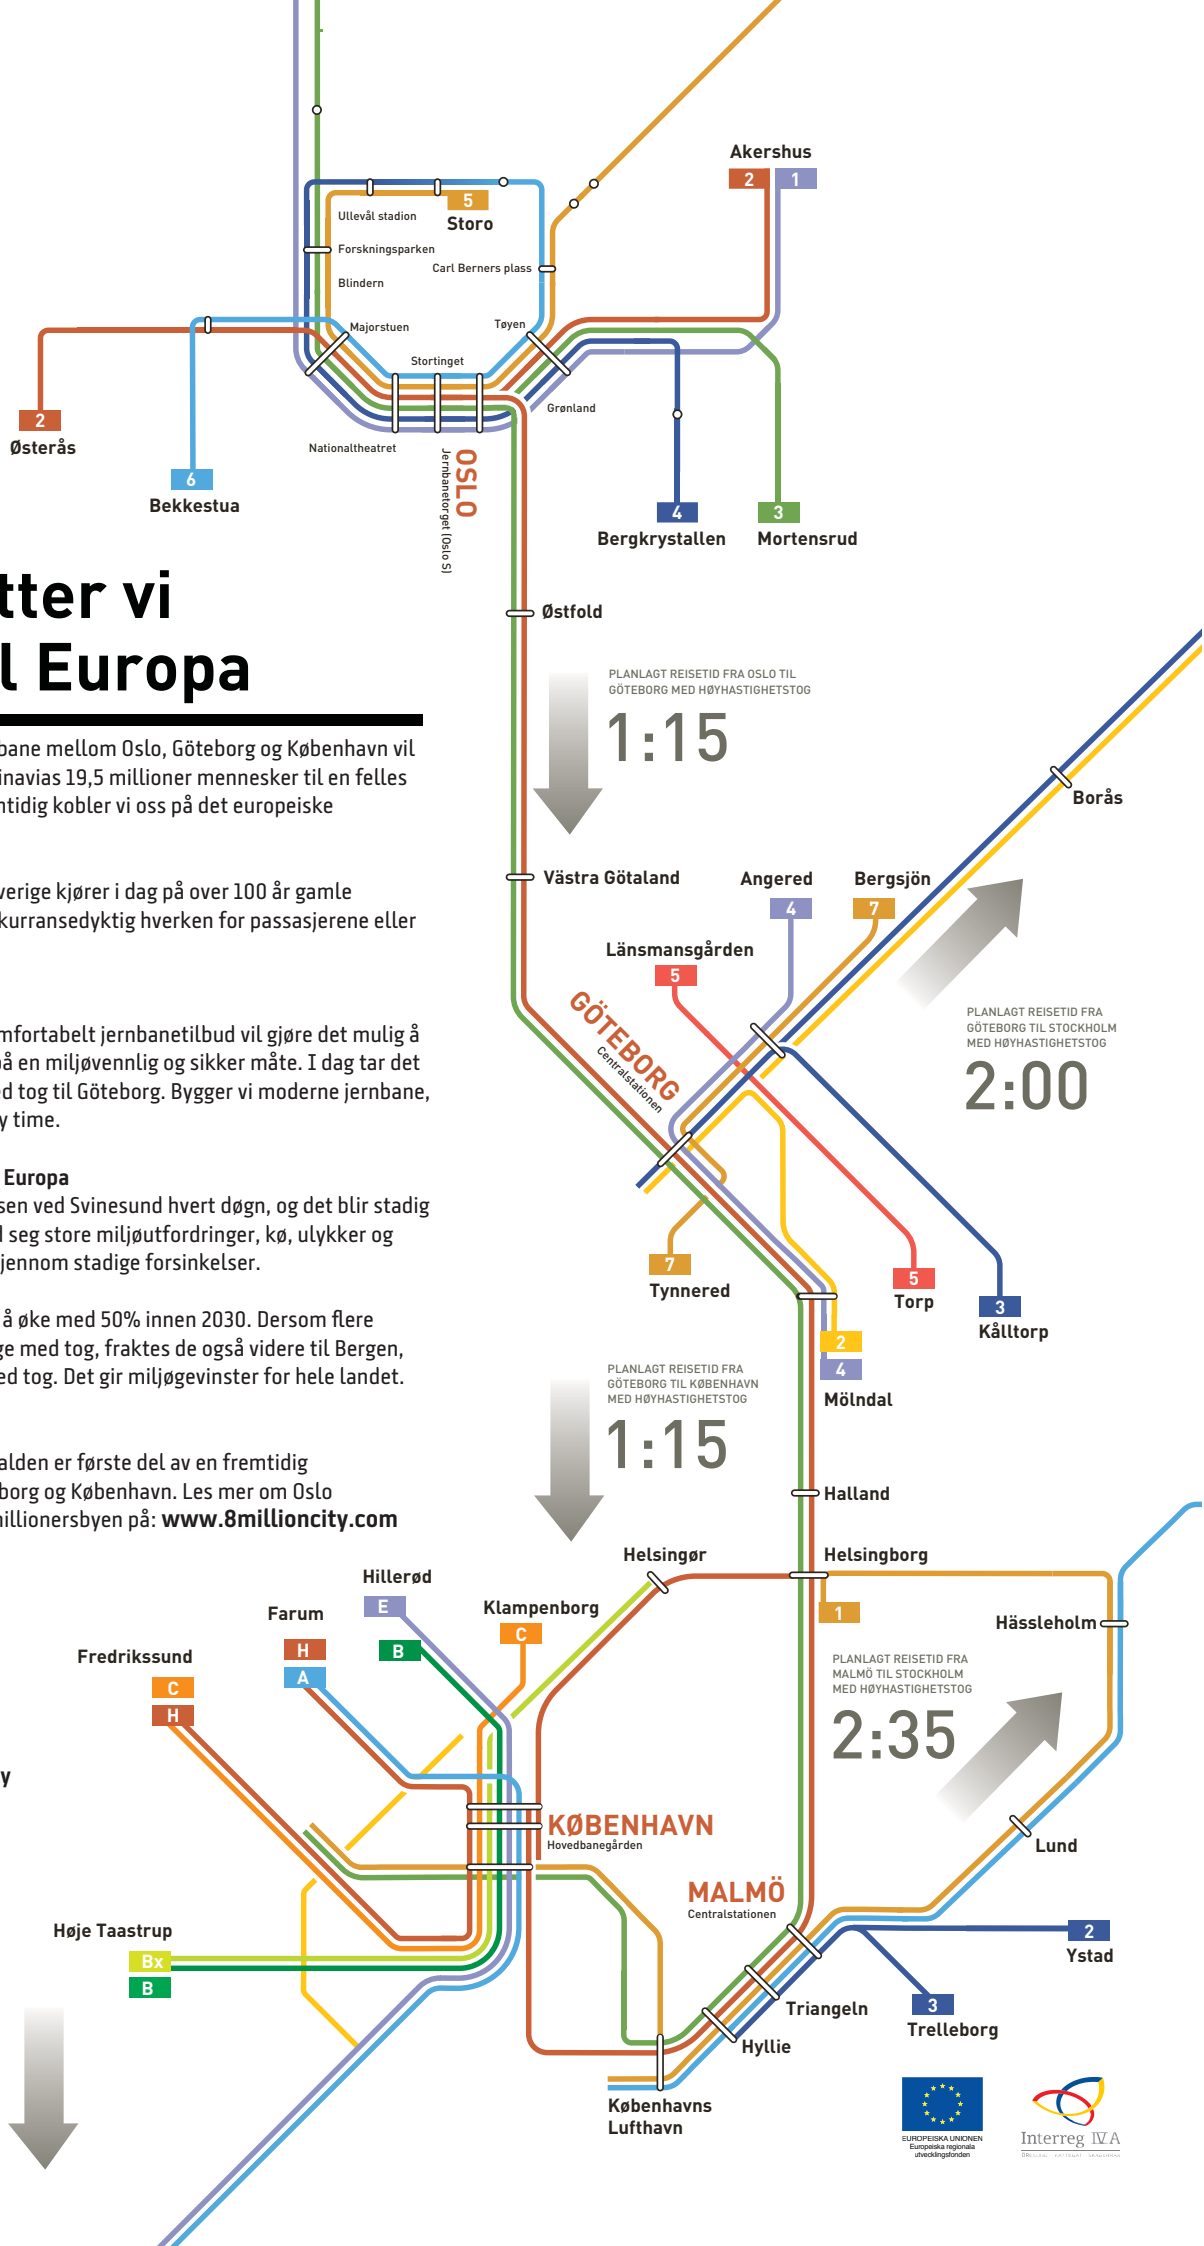 Akershus
2 1
5
Ullevål stadion
Storo
Forskningsparken
Carl Berners plass
Blindern
Majorstuen
Tøyen
Stortinget
Grønland
2
Østerås
Nationaltheatret
OSLO
Jernbanetorget (Oslo S)
6
Bekkestua
4
Bergkrystallen
3
Mortensrud
tter vi
l Europa
Østfold
PLANLAGT REISETID FRA OSLO TIL
GÖTEBORG MED HØYHASTIGHETSTOG
1:15
bane mellom Oslo, Göteborg og København vil
inavias 19,5 millioner mennesker til en felles
mtidig kobler vi oss på det europeiske
Borås
verige kjører i dag på over 100 år gamle
kurransedyktig hverken for passasjerene eller
Västra Götaland
Angered
4
Bergsjön
7
Länsmansgården
5
GÖTEBORG
Centralstationen
PLANLAGT REISETID FRA
GÖTEBORG TIL STOCKHOLM
MED HØYHASTIGHETSTOG
2:00
mfortabelt jernbanetilbud vil gjøre det mulig å
på en miljøvennlig og sikker måte. I dag tar det
ed tog til Göteborg. Bygger vi moderne jernbane,
y time.
Europa
sen ved Svinesund hvert døgn, og det blir stadig
d seg store miljøutfordringer, kø, ulykker og
jennom stadige forsinkelser.
å øke med 50% innen 2030. Dersom flere
ge med tog, fraktes de også videre til Bergen,
ed tog. Det gir miljøgevinster for hele landet.
7
Tynnered
5
Torp
3
Kålltorp
2
4
Mölndal
PLANLAGT REISETID FRA
GÖTEBORG TIL KØBENHAVN
MED HØYHASTIGHETSTOG
1:15
alden er første del av en fremtidig
borg og København. Les mer om Oslo
millionersbyen på: www.8millioncity.com
Halland
Helsingør
Helsingborg
1
Hässleholm
Hillerød
E
B
Klampenborg
C
Farum
H
A
Fredrikssund
C
H
PLANLAGT REISETID FRA
MALMÖ TIL STOCKHOLM
MED HØYHASTIGHETSTOG
2:35
y
KØBENHAVN
Hovedbanegården
Lund
MALMÖ
Centralstationen
Høje Taastrup
Bx
B
2
Ystad
Triangeln
3
Trelleborg
Hyllie
Københavns
Lufthavn
EUROPEISKA UNIONEN
Europeiska regionala
utvecklingsfonden
Interreg IV A